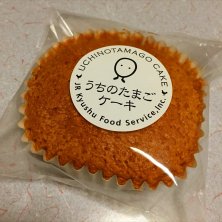 UCHINOTAMAGO CAKE
うちのたまご
ケーキ
JR Kyushu Food Service,Inc.